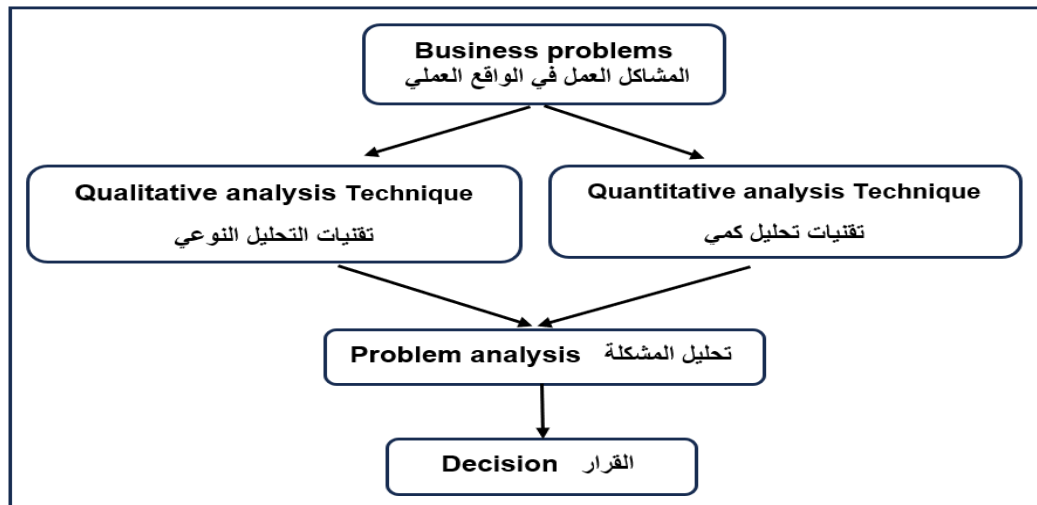 Business problems
المشاكل العمل في الواقع العملي
Qualitative analysis Technique
تقنيات التحليل النوعي
Quantitative analysis Technique
تقنيات تحليل كمي
Problem analysis تحليل المشكلة
Decision القرار